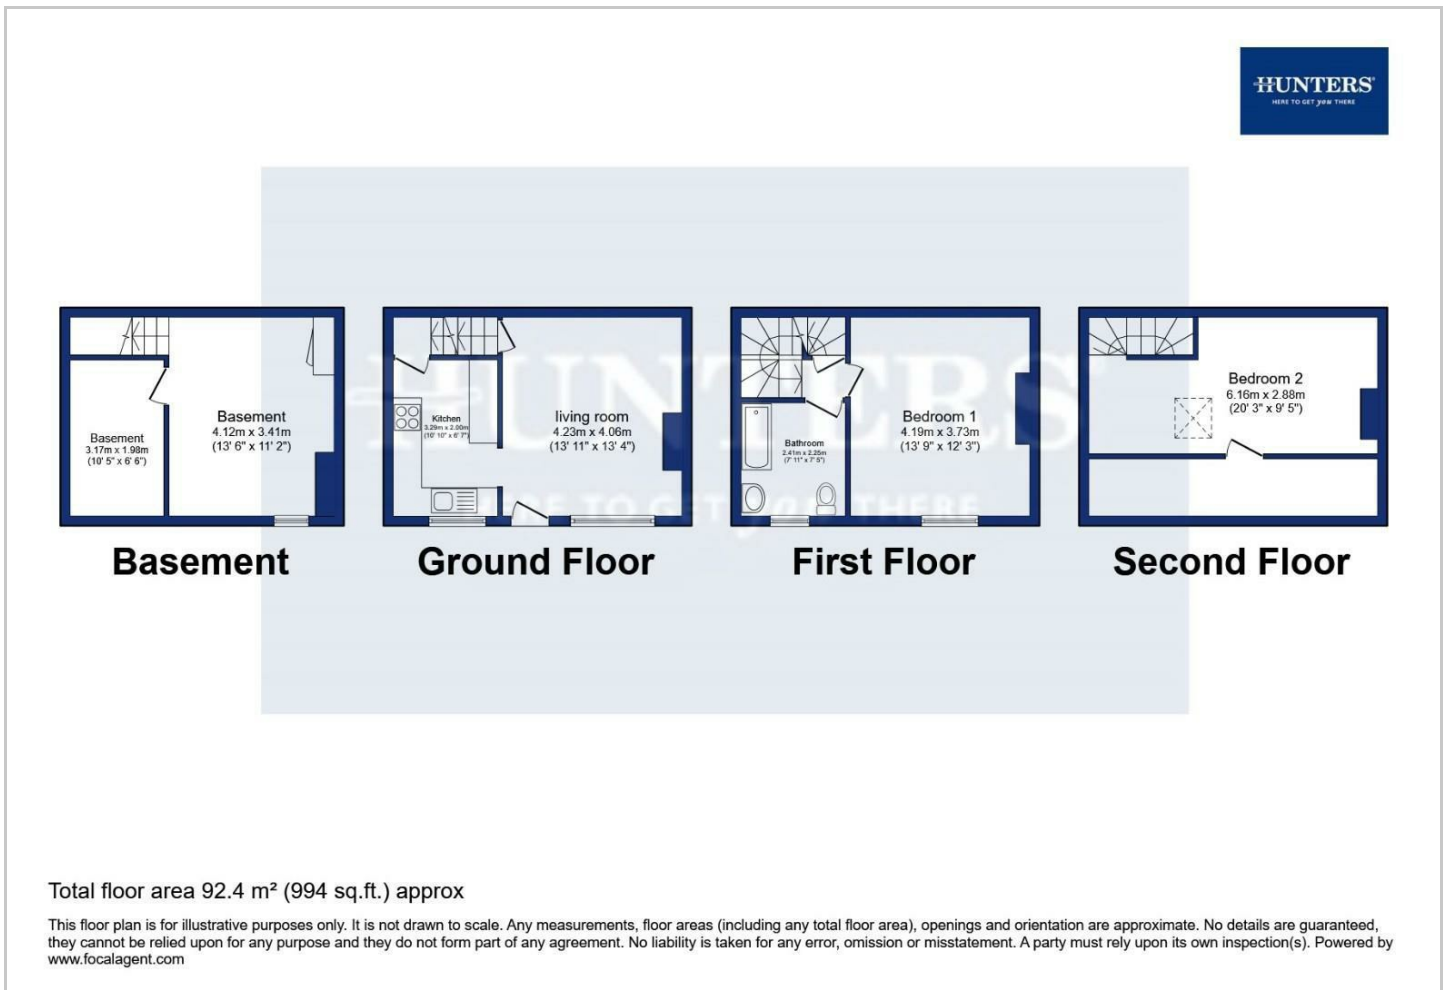 HUNTERS®
HERE TO GET you THERE
HUNTERS®
HERE TO GET you THERE
Basement
4.12m x 3.41m
(13' 6" x 11' 2")
Basement
3.17m x 1.98m
(10' 5" x 6' 6")
Kitchen
3.29m x 2.00m
(10' 10" x 6' 7")
living room
4.23m x 4.06m
(13' 11" x 13' 4")
Bathroom
2.41m x 2.25m
(7' 11" x 7' 5")
Bedroom 1
4.19m x 3.73m
(13' 9" x 12' 3")
Bedroom 2
6.16m x 2.88m
(20' 3" x 9' 5")
Basement
Ground Floor
First Floor
Second Floor
Total floor area 92.4 m² (994 sq.ft.) approx
This floor plan is for illustrative purposes only. It is not drawn to scale. Any measurements, floor areas (including any total floor area), openings and orientation are approximate. No details are guaranteed,
they cannot be relied upon for any purpose and they do not form part of any agreement. No liability is taken for any error, omission or misstatement. A party must rely upon its own inspection(s). Powered by
www.focalagent.com